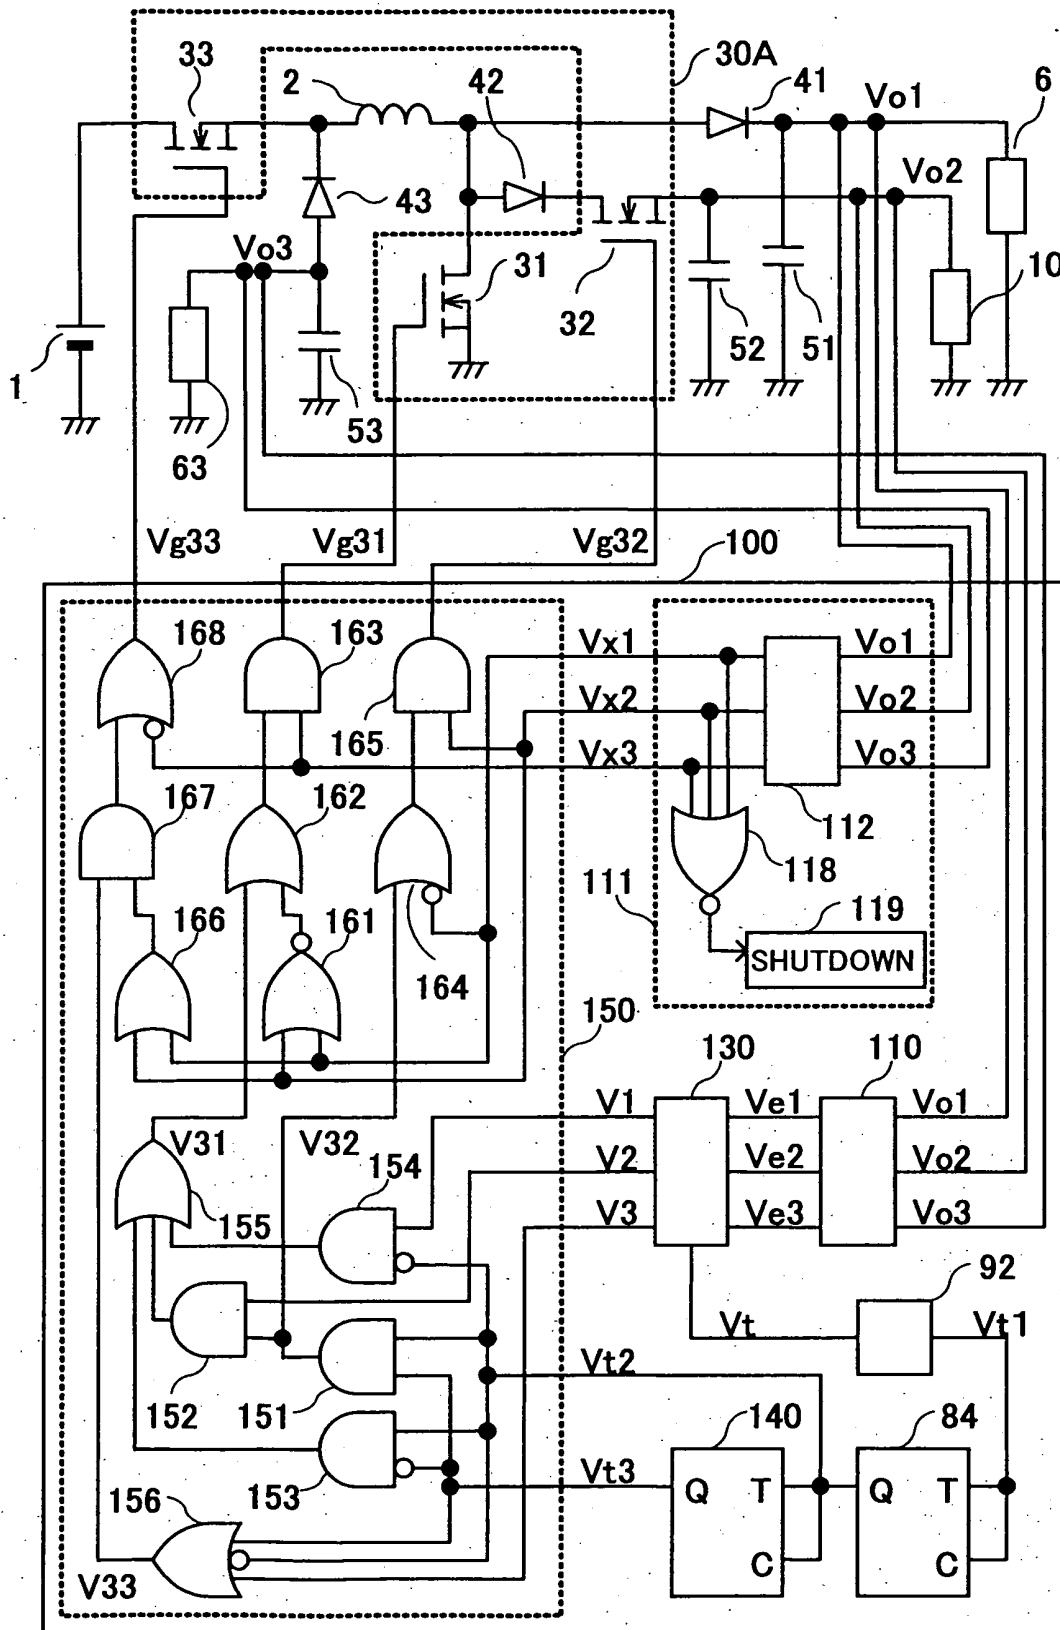 33
2
42
30A
41
Vo1
6
Vo2
43
Vo3
31
32
52
51
10
1
63
53
Vg33
Vg31
Vg32
100
168
163
165
Vx1
Vx2
Vx3
Vo1
Vo2
Vo3
167
162
112
118
111
119
SHUTDOWN
166
161
164
150
130
110
V1
V2
V3
Ve1
Ve2
Ve3
Vo1
Vo2
Vo3
V31
V32
154
155
92
Vt
Vt1
152
151
Vt2
140
84
153
Vt3
Q T
C
Q T
C
156
V33